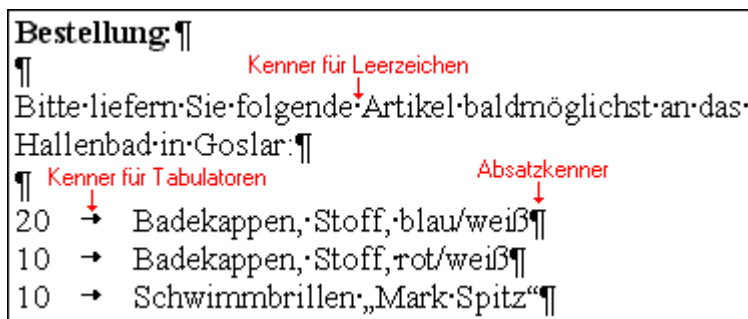 Bestellung:¶
¶
Kenner für Leerzeichen
Bitte·liefern·Sie·folgende·Artikel·baldmöglichst·an·das·
Hallenbad·in·Goslar:¶
¶
Kenner für Tabulatoren
Absatzkenner
20 → Badekappen,·Stoff,·blau/weiß¶
10 → Badekappen,·Stoff,·rot/weiß¶
10 → Schwimmbrillen·„Mark·Spitz“¶